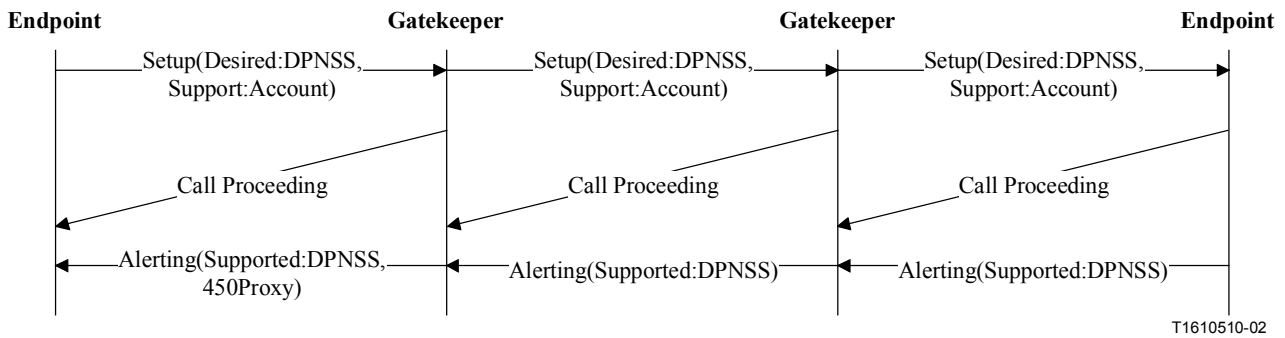 Endpoint Gatekeeper Gatekeeper Endpoint
Setup(Desired:DPNSS, Setup(Desired:DPNSS, Setup(Desired:DPNSS,
Support:Account) Support:Account) Support:Account)
Call Proceeding Call Proceeding Call Proceeding
Alerting(Supported:DPNSS, Alerting(Supported:DPNSS) Alerting(Supported:DPNSS)
450Proxy)
T1610510-02